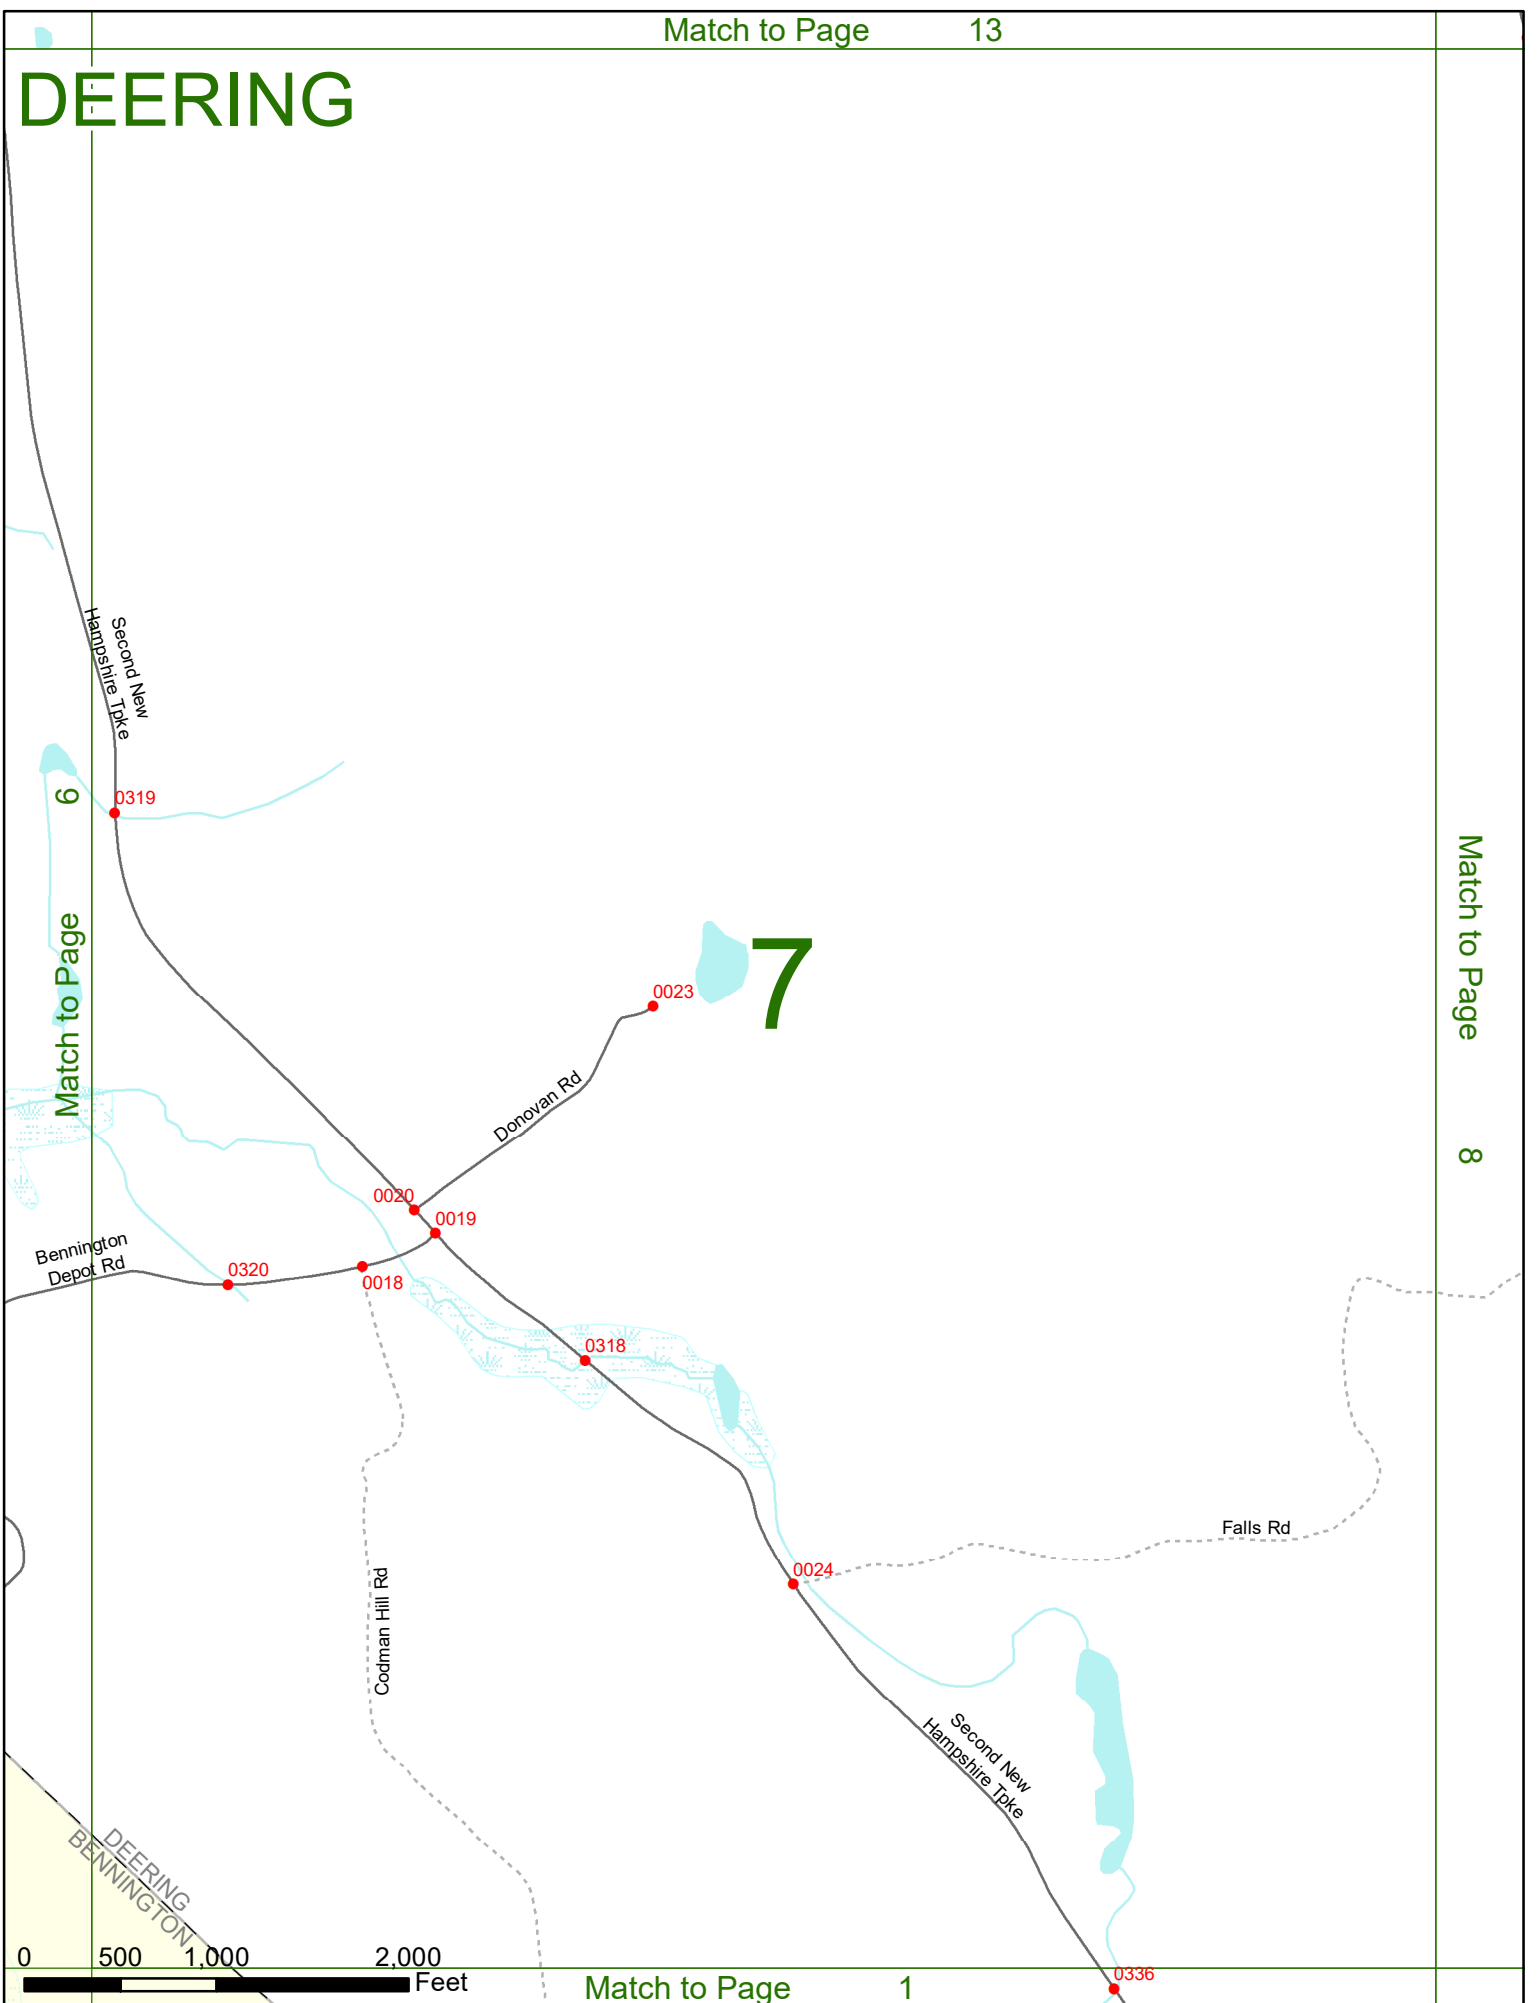 Match to Page 13
DEERING
Second New
Hampshire Tpke
0319
Match to Page 6
Match to Page 8
7
0023
Donovan Rd
0020
0019
Bennington
Depot Rd
0320
0018
0318
Falls Rd
0024
Codman Hill Rd
Second New
Hampshire Tpke
DEERING
BENNINGTON
0 500 1,000 2,000
Feet
Match to Page 1
0336